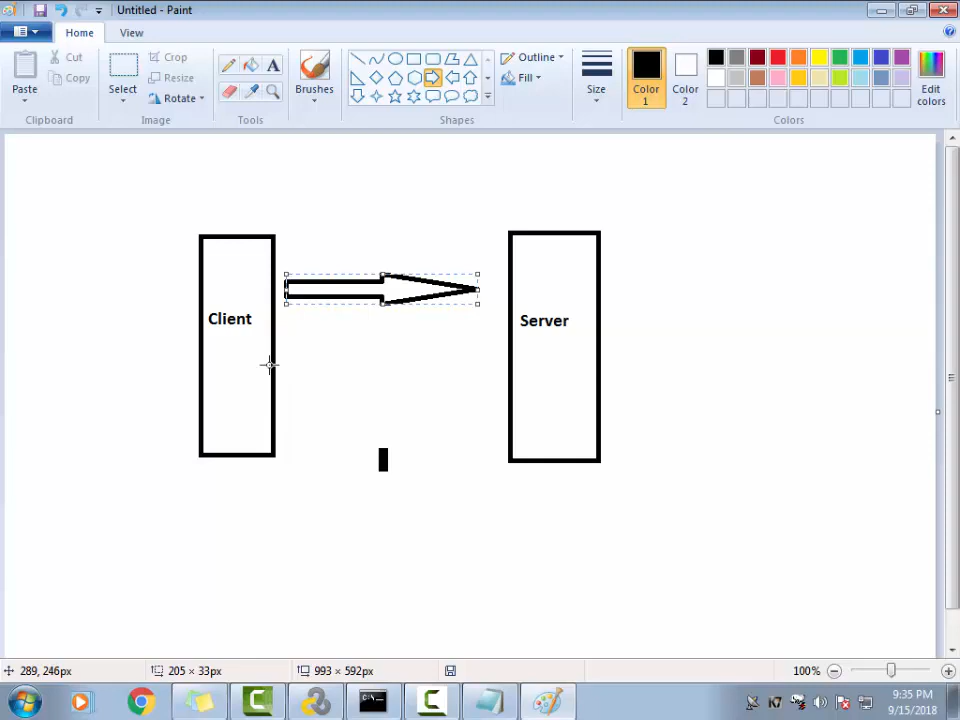 Untitled - Paint
Home
View
Paste
Cut
Copy
Clipboard
Select
Crop
Resize
Rotate
Image
A
Tools
Brushes
Outline
Fill
Shapes
Size
Color
1
Color
2
Edit
colors
Colors
Client
Server
289, 246px
205 × 33px
993 × 592px
100%
9:35 PM
9/15/2018